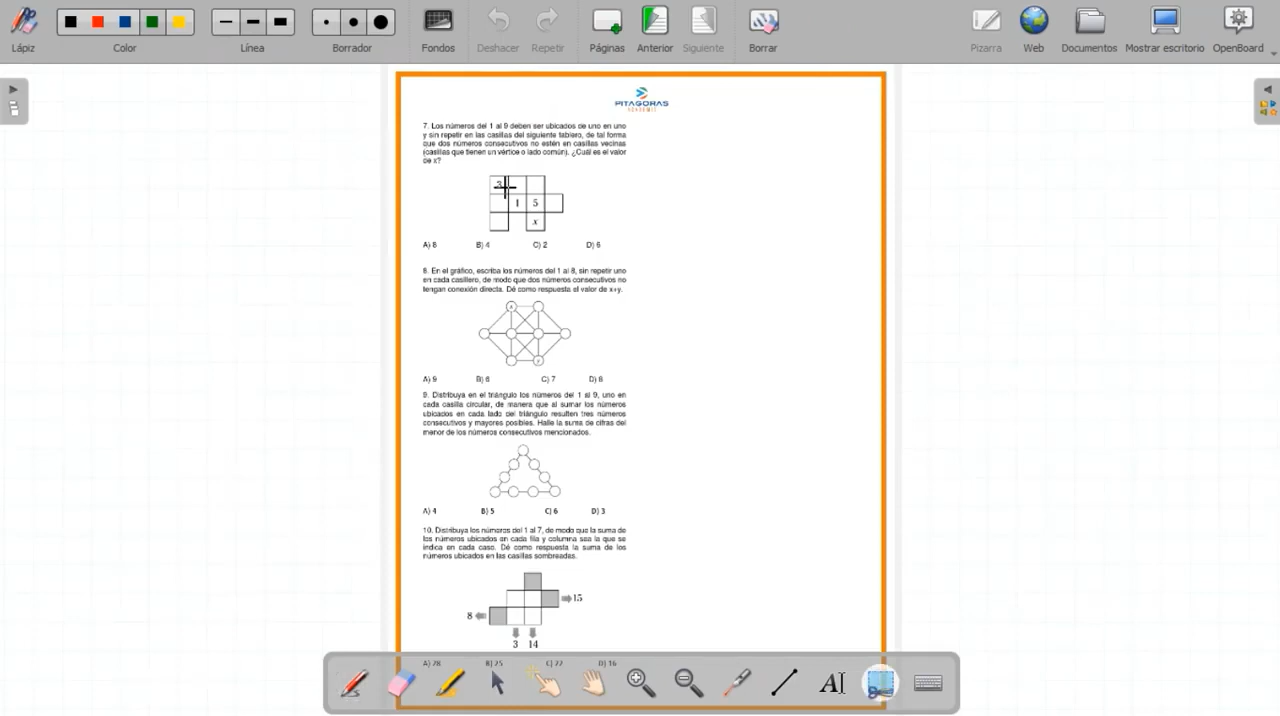 Lápiz
Color
Línea
Borrador
Fondos
Deshacer
Repetir
Páginas
Anterior
Siguiente
Borrar
Pizarra
Web
Documentos
Mostrar escritorio
OpenBoard
PITAGORAS
ACADEMIC
7. Los números del 1 al 9 deben ser ubicados de uno en uno
y sin repetir en las casillas del siguiente tablero, de tal forma
que dos números consecutivos no estén en casillas vecinas
(casillas que tienen un vértice o lado común). ¿Cuál es el valor
de x?
3
1 5
x
A) 8 B) 4 C) 2 D) 6
8. En el gráfico, escriba los números del 1 al 8, sin repetir uno
en cada casillero, de modo que dos números consecutivos no
tengan conexión directa. Dé como respuesta el valor de x+y.
A) 9 B) 6 C) 7 D) 8
9. Distribuya en el triángulo los números del 1 al 9, uno en
cada casilla circular, de manera que al sumar los números
ubicados en cada lado del triángulo resulten tres números
consecutivos y mayores posibles. Halle la suma de cifras del
menor de los números consecutivos mencionados.
A) 4 B) 5 C) 6 D) 3
10. Distribuya los números del 1 al 7, de modo que la suma de
los números ubicados en cada fila y columna sea la que se
indica en cada caso. Dé como respuesta la suma de los
números ubicados en las casillas sombreadas.
15
8
3 14
A) 28 B) 25 C) 22 D) 16